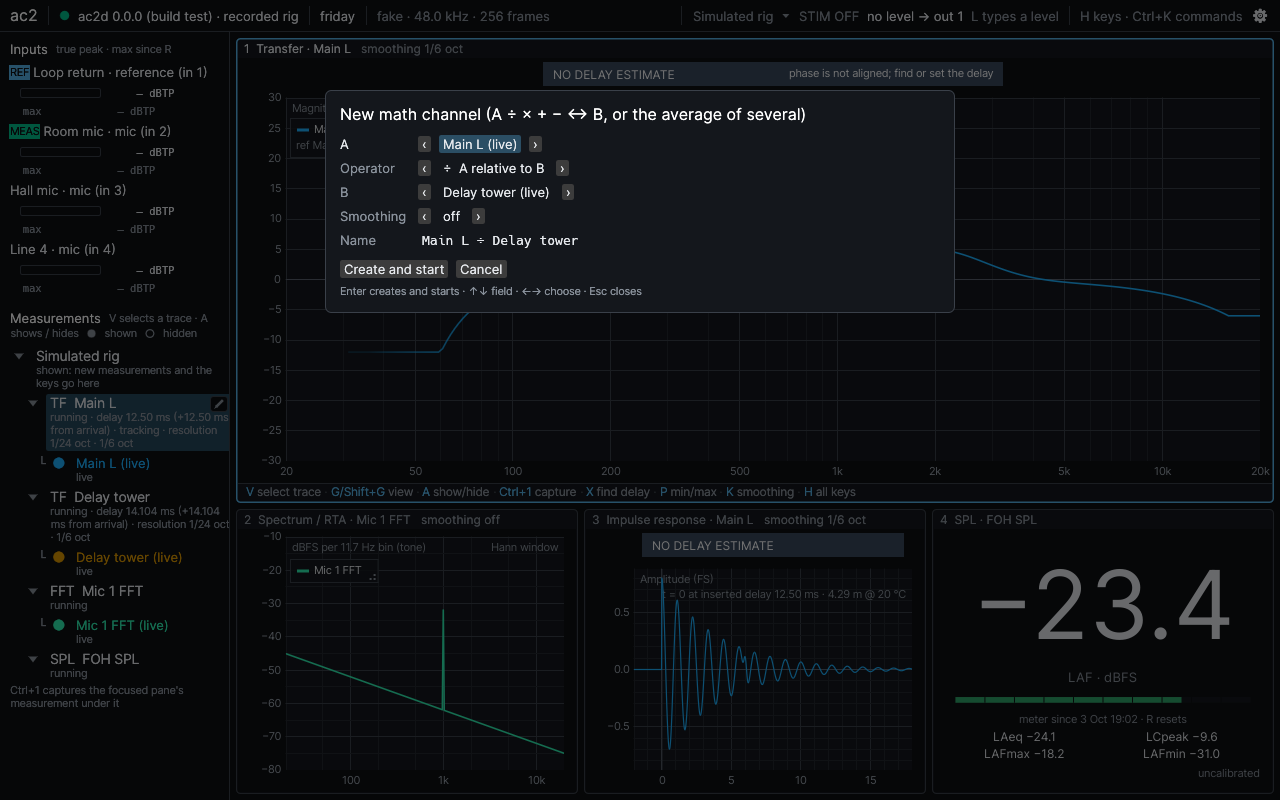 ac2 ac2d 0.0.0 (build test) · recorded rig friday fake · 48.0 kHz · 256 frames Simulated rig STIM OFF no level → out 1 L types a level H keys · Ctrl+K commands
Inputs true peak · max since R
REF Loop return · reference (in 1)
– dBTP
max – dBTP
MEAS Room mic · mic (in 2)
– dBTP
max – dBTP
Hall mic · mic (in 3)
– dBTP
max – dBTP
Line 4 · mic (in 4)
– dBTP
max – dBTP
Measurements V selects a trace · A
shows / hides shown hidden
Simulated rig
shown: new measurements and the
keys go here
TF Main L
running · delay 12.50 ms (+12.50 ms
from arrival) · tracking · resolution
1/24 oct · 1/6 oct
Main L (live)
live
TF Delay tower
running · delay 14.104 ms (+14.104
ms from arrival) · resolution 1/24 oct
· 1/6 oct
Delay tower (live)
live
FFT Mic 1 FFT
running
Mic 1 FFT (live)
live
SPL FOH SPL
running
Ctrl+1 captures the focused pane's
measurement under it
1 Transfer · Main L smoothing 1/6 oct
NO DELAY ESTIMATE phase is not aligned; find or set the delay
30
25
20
15
10
5
0
−5
−10
−15
−20
−25
−30
20 50 100 200 500 1k 2k 5k 10k 20k
New math channel (A ÷ × + − ↔ B, or the average of several)
A ‹ Main L (live) ›
Operator ‹ ÷ A relative to B ›
B ‹ Delay tower (live) ›
Smoothing ‹ off ›
Name Main L ÷ Delay tower
Create and start Cancel
Enter creates and starts · ↑↓ field · ←→ choose · Esc closes
V select trace · G/Shift+G view · A show/hide · Ctrl+1 capture · X find delay · P min/max · K smoothing · H all keys
2 Spectrum / RTA · Mic 1 FFT smoothing off
dBFS per 11.7 Hz bin (tone) Hann window
Mic 1 FFT
−10
−20
−30
−40
−50
−60
−70
−80
100 1k 10k
3 Impulse response · Main L smoothing 1/6 oct
NO DELAY ESTIMATE
Amplitude (FS)
t = 0 at inserted delay 12.50 ms · 4.29 m @ 20 °C
0.5
0.0
−0.5
0 5 10 15
4 SPL · FOH SPL
−23.4
LAF · dBFS
meter since 3 Oct 19:02 · R resets
LAeq −24.1 LCpeak −9.6
LAFmax −18.2 LAFmin −31.0
uncalibrated